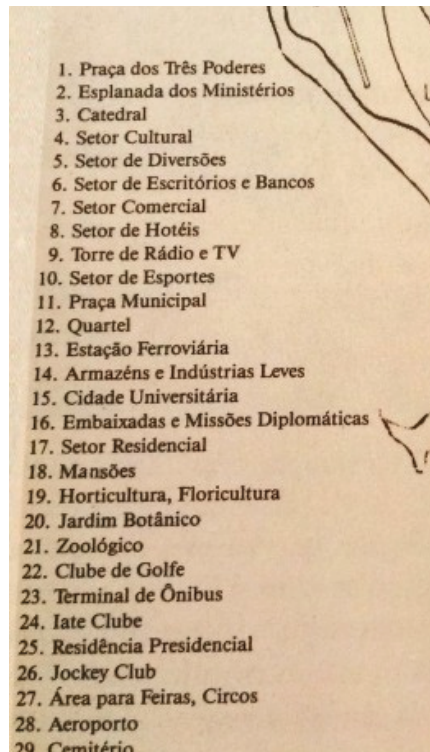 1. Praça dos Três Poderes
2. Esplanada dos Ministérios
3. Catedral
4. Setor Cultural
5. Setor de Diversões
6. Setor de Escritórios e Bancos
7. Setor Comercial
8. Setor de Hotéis
9. Torre de Rádio e TV
10. Setor de Esportes
11. Praça Municipal
12. Quartel
13. Estação Ferroviária
14. Armazéns e Indústrias Leves
15. Cidade Universitária
16. Embaixadas e Missões Diplomáticas
17. Setor Residencial
18. Mansões
19. Horticultura, Floricultura
20. Jardim Botânico
21. Zoológico
22. Clube de Golfe
23. Terminal de Ônibus
24. Iate Clube
25. Residência Presidencial
26. Jockey Club
27. Área para Feiras, Circos
28. Aeroporto
29. Cemitério